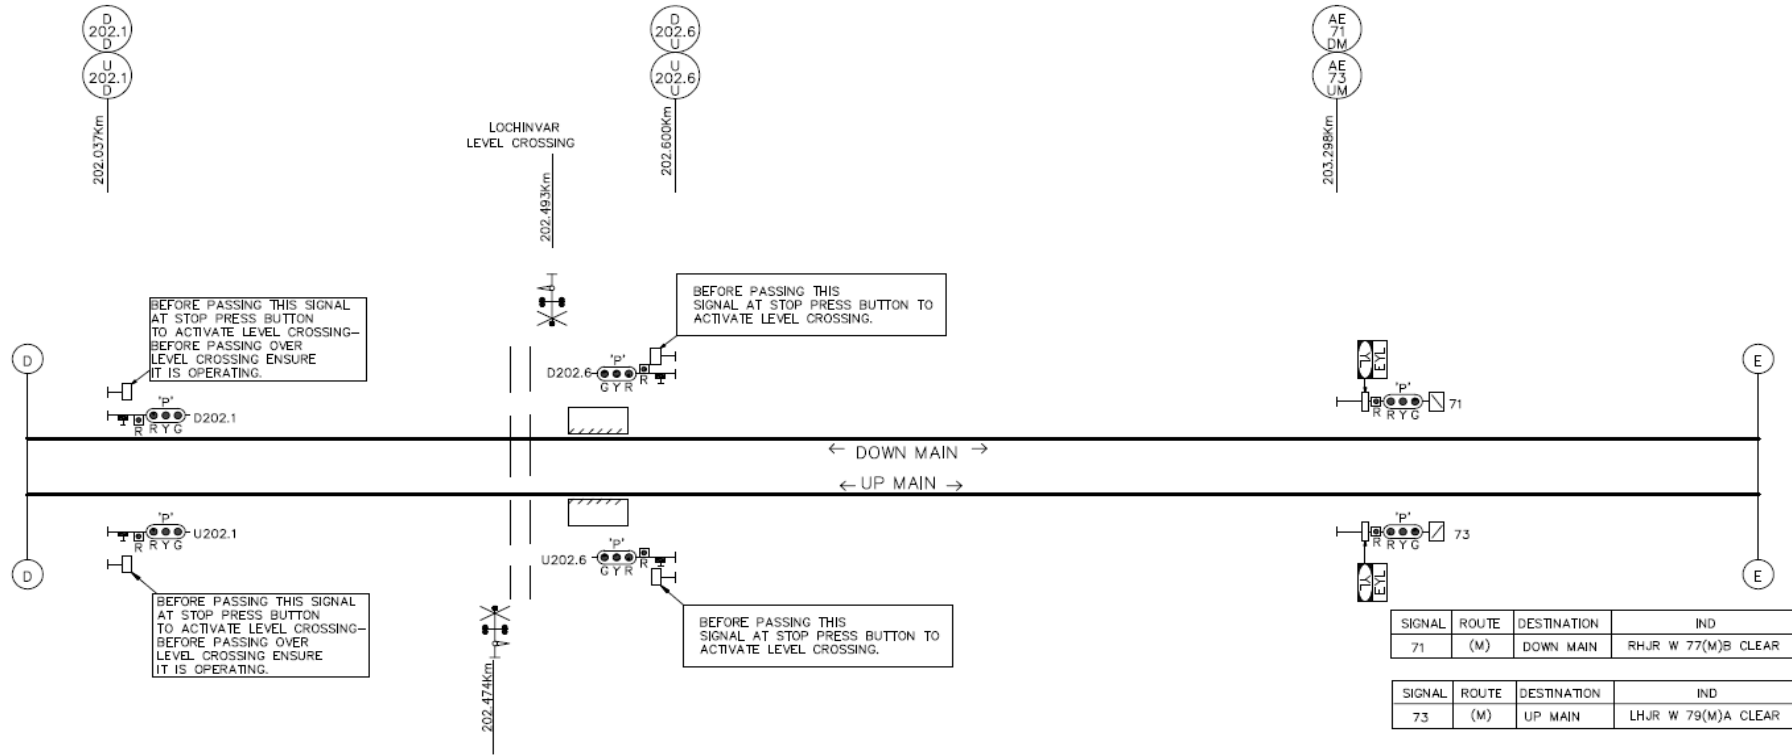 D
202.1
D
U
202.1
D
202.037Km
LOCHINVAR
LEVEL CROSSING
202.493Km
D
202.6
U
U
202.6
U
202.600Km
AE
71
DM
AE
73
UM
203.298Km
BEFORE PASSING THIS SIGNAL
AT STOP PRESS BUTTON
TO ACTIVATE LEVEL CROSSING–
BEFORE PASSING OVER
LEVEL CROSSING ENSURE
IT IS OPERATING.
BEFORE PASSING THIS
SIGNAL AT STOP PRESS BUTTON TO
ACTIVATE LEVEL CROSSING.
D
'P'
D202.1
R R Y G
'P'
D202.6
G Y R R
YL EYL
'P'
71
R R Y G
E
← DOWN MAIN →
← UP MAIN →
'P'
U202.1
R R Y G
D
'P'
U202.6
G Y R R
'P'
73
R R Y G
YL EYL
E
BEFORE PASSING THIS SIGNAL
AT STOP PRESS BUTTON
TO ACTIVATE LEVEL CROSSING–
BEFORE PASSING OVER
LEVEL CROSSING ENSURE
IT IS OPERATING.
202.474Km
BEFORE PASSING THIS
SIGNAL AT STOP PRESS BUTTON TO
ACTIVATE LEVEL CROSSING.
SIGNAL ROUTE DESTINATION IND
71 (M) DOWN MAIN RHJR W 77(M)B CLEAR
SIGNAL ROUTE DESTINATION IND
73 (M) UP MAIN LHJR W 79(M)A CLEAR